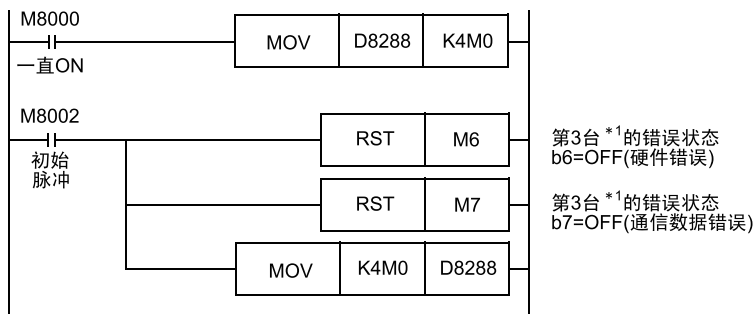 M8000
MOV D8288 K4M0
一直ON
M8002
初始
脉冲
RST M6
第3台*1的错误状态
b6=OFF(硬件错误)
RST M7
第3台*1的错误状态
b7=OFF(通信数据错误)
MOV K4M0 D8288